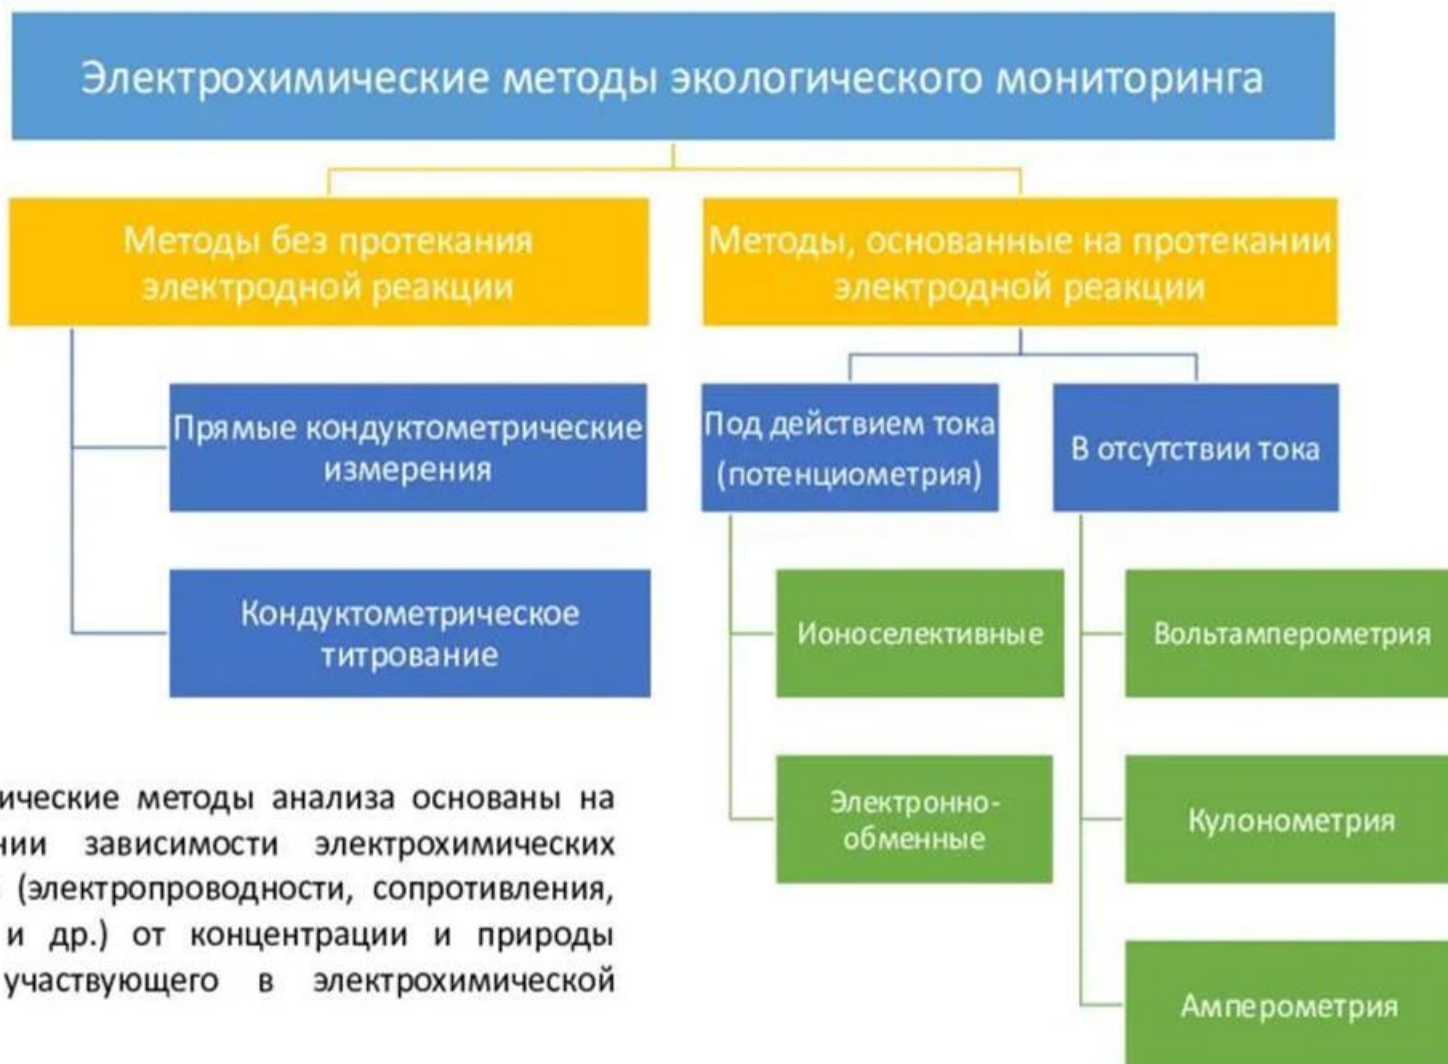 Электрохимические методы экологического мониторинга
Методы без протекания
электродной реакции
Методы, основанные на протекании
электродной реакции
Прямые кондуктометрические
измерения
Кондуктометрическое
титрование
Под действием тока
(потенциометрия)
В отсутствии тока
Ионоселективные
Электронно-
обменные
Вольтамперометрия
Кулонометрия
Амперометрия
ические методы анализа основаны на
нии зависимости электрохимических
(электропроводности, сопротивления,
и др.) от концентрации и природы
участвующего в электрохимической